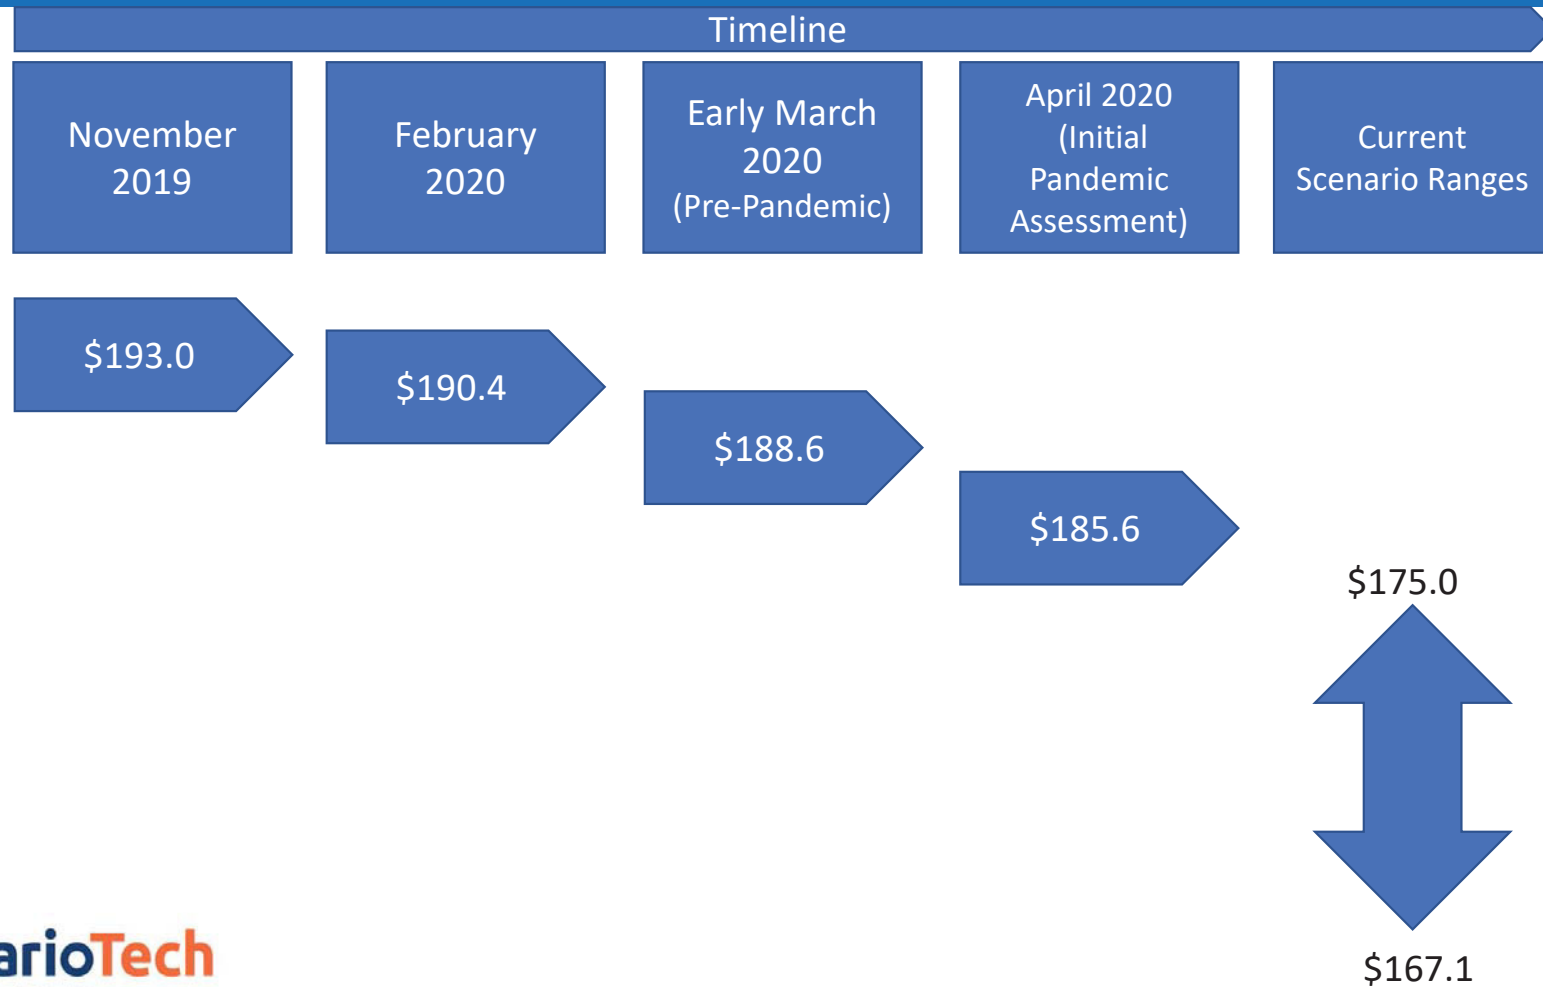 Timeline
November
2019
February
2020
Early March
2020
(Pre-Pandemic)
April 2020
(Initial
Pandemic
Assessment)
Current
Scenario Ranges
$193.0
$190.4
$188.6
$185.6
$175.0
$167.1
arioTech